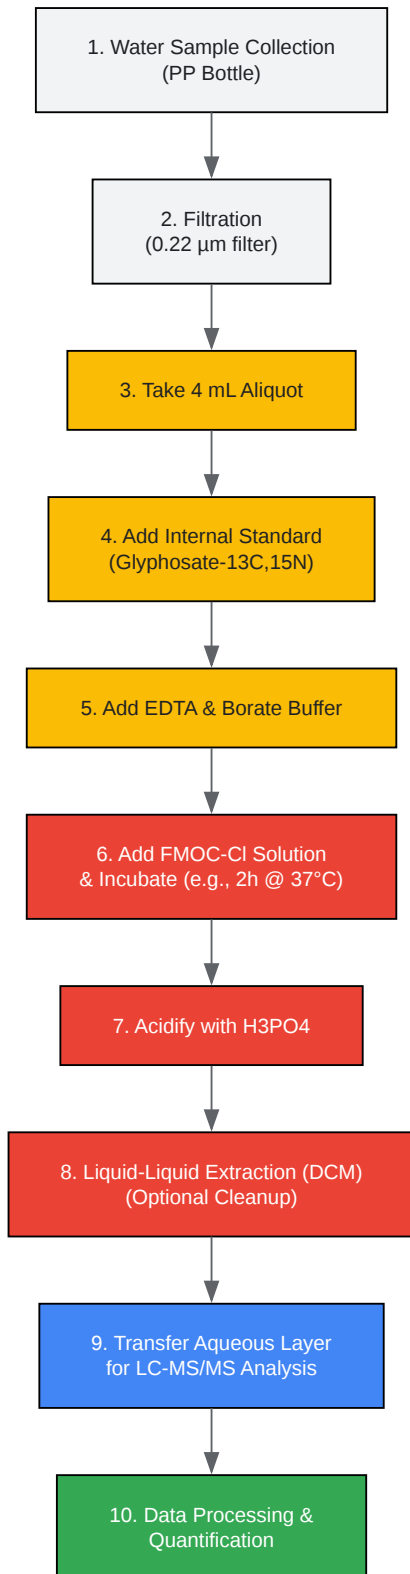 1. Water Sample Collection
(PP Bottle)
2. Filtration
(0.22 µm filter)
3. Take 4 mL Aliquot
4. Add Internal Standard
(Glyphosate-13C,15N)
5. Add EDTA & Borate Buffer
6. Add FMOC-Cl Solution
& Incubate (e.g., 2h @ 37°C)
7. Acidify with H3PO4
8. Liquid-Liquid Extraction (DCM)
(Optional Cleanup)
9. Transfer Aqueous Layer
for LC-MS/MS Analysis
10. Data Processing &
Quantification